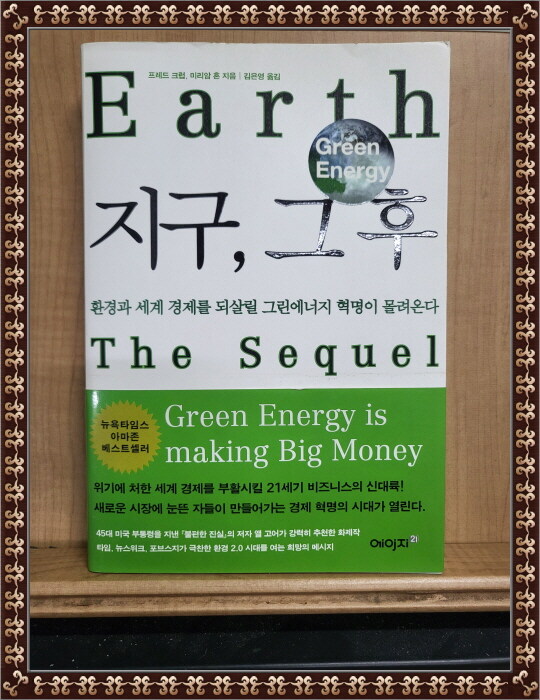 프레드 크럽, 미리암 혼 지음 | 김은영 옮김
Earth
Green
Energy
지구, 그 후
환경과 세계 경제를 되살릴 그린에너지 혁명이 몰려온다
The Sequel
뉴욕타임스
아마존
베스트셀러
Green Energy is
making Big Money
위기에 처한 세계 경제를 부활시킬 21세기 비즈니스의 신대륙!
새로운 시장에 눈뜬 자들이 만들어가는 경제 혁명의 시대가 열린다.
45대 미국 부통령을 지낸 「불편한 진실」의 저자 엘 고어가 강력히 추천한 화제작
타임, 뉴스위크, 포브스지가 극찬한 환경 2.0 시대를 여는 희망의 메시지
에이지21